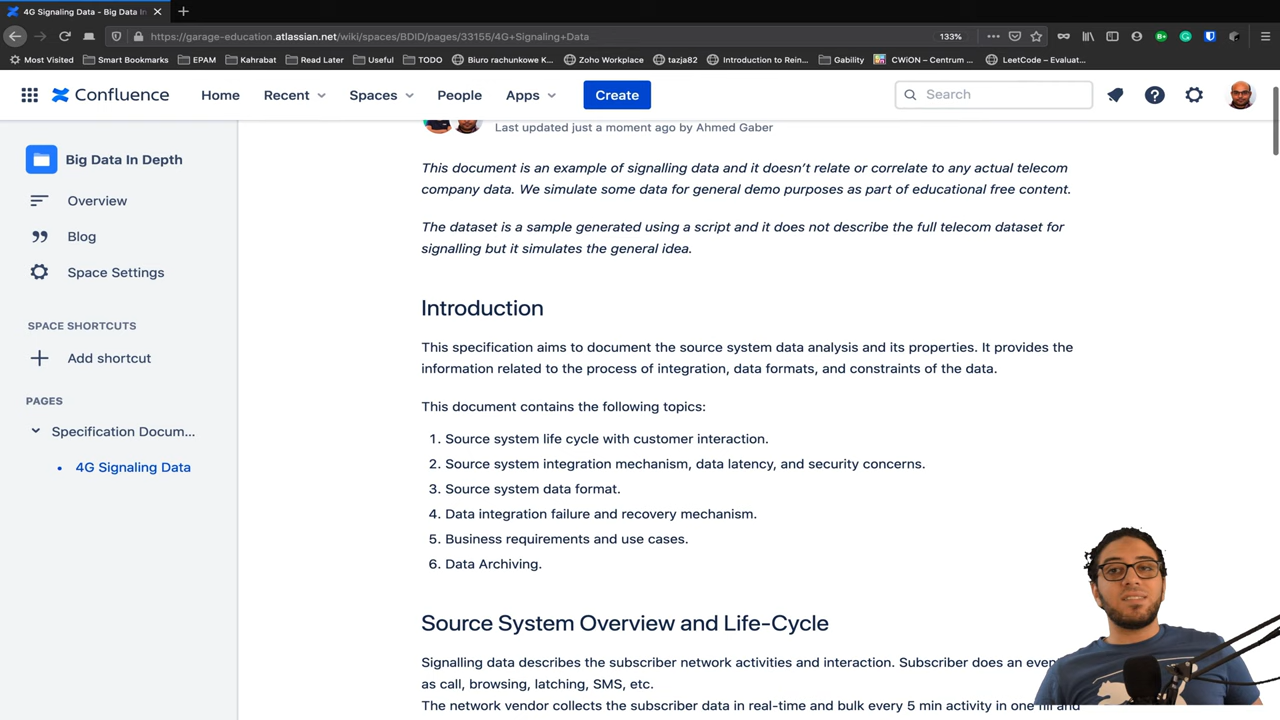 4G Signaling Data - Big Data In
https://garage-education.atlassian.net/wiki/spaces/BDID/pages/33155/4G+Signaling+Data
133%
Most Visited
Smart Bookmarks
EPAM
Kahrabat
Read Later
Useful
TODO
Biuro rachunkowe K...
Zoho Workplace
tazja82
Introduction to Rein...
Gability
CWiON – Centrum ...
LeetCode – Evaluat...
Confluence
Home
Recent
Spaces
People
Apps
Create
Search
Last updated just a moment ago by Ahmed Gaber
Big Data In Depth
Overview
Blog
Space Settings
SPACE SHORTCUTS
Add shortcut
PAGES
Specification Docum...
4G Signaling Data
This document is an example of signalling data and it doesn't relate or correlate to any actual telecom
company data. We simulate some data for general demo purposes as part of educational free content.
The dataset is a sample generated using a script and it does not describe the full telecom dataset for
signalling but it simulates the general idea.
Introduction
This specification aims to document the source system data analysis and its properties. It provides the
information related to the process of integration, data formats, and constraints of the data.
This document contains the following topics:
1. Source system life cycle with customer interaction.
2. Source system integration mechanism, data latency, and security concerns.
3. Source system data format.
4. Data integration failure and recovery mechanism.
5. Business requirements and use cases.
6. Data Archiving.
Source System Overview and Life-Cycle
Signalling data describes the subscriber network activities and interaction. Subscriber does an even
as call, browsing, latching, SMS, etc.
The network vendor collects the subscriber data in real-time and bulk every 5 min activity in one and